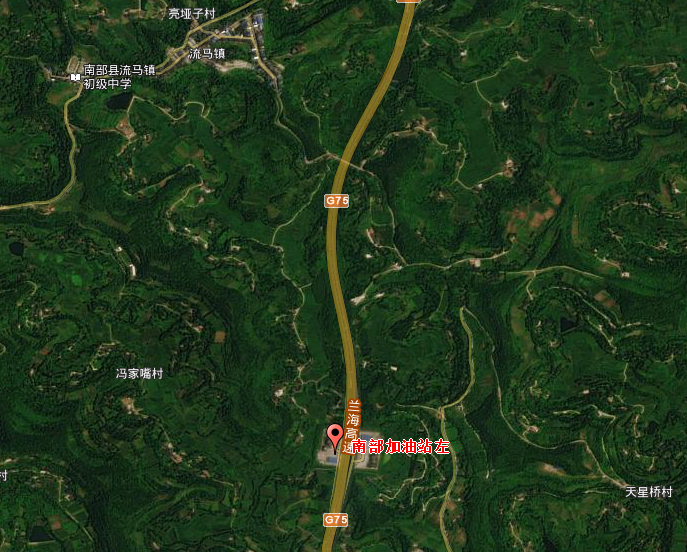 亮垭子村
流马镇
南部县流马镇
初级中学
G75
冯家嘴村
兰海高速
南部加油站左
村
天星桥村
G75